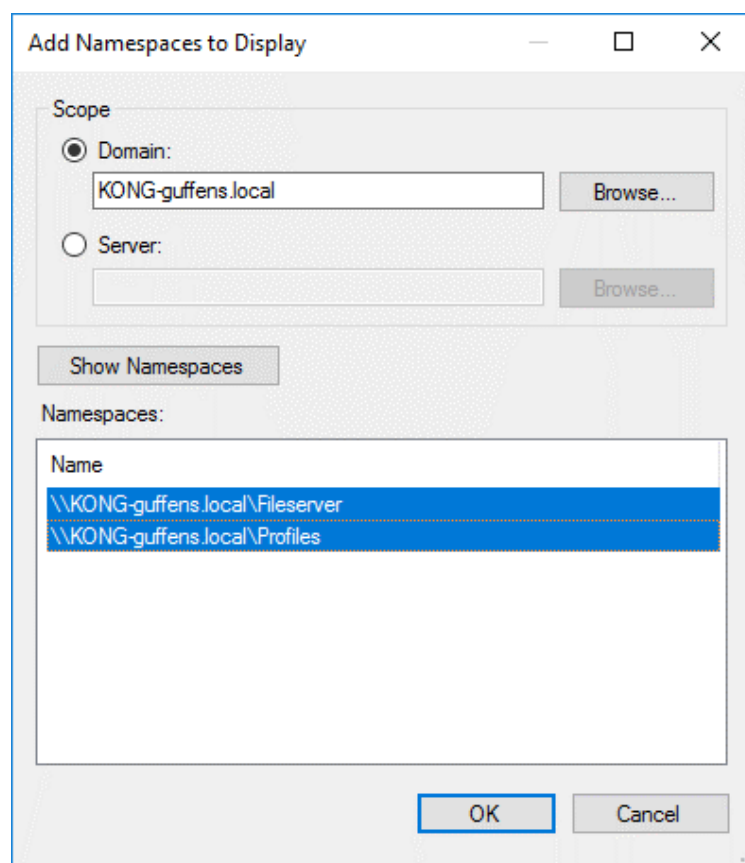 Add Namespaces to Display
Scope
Domain:
KONG-guffens.local
Browse...
Server:
Browse...
Show Namespaces
Namespaces:
Name
\\KONG-guffens.local\Fileserver
\\KONG-guffens.local\Profiles
OK
Cancel